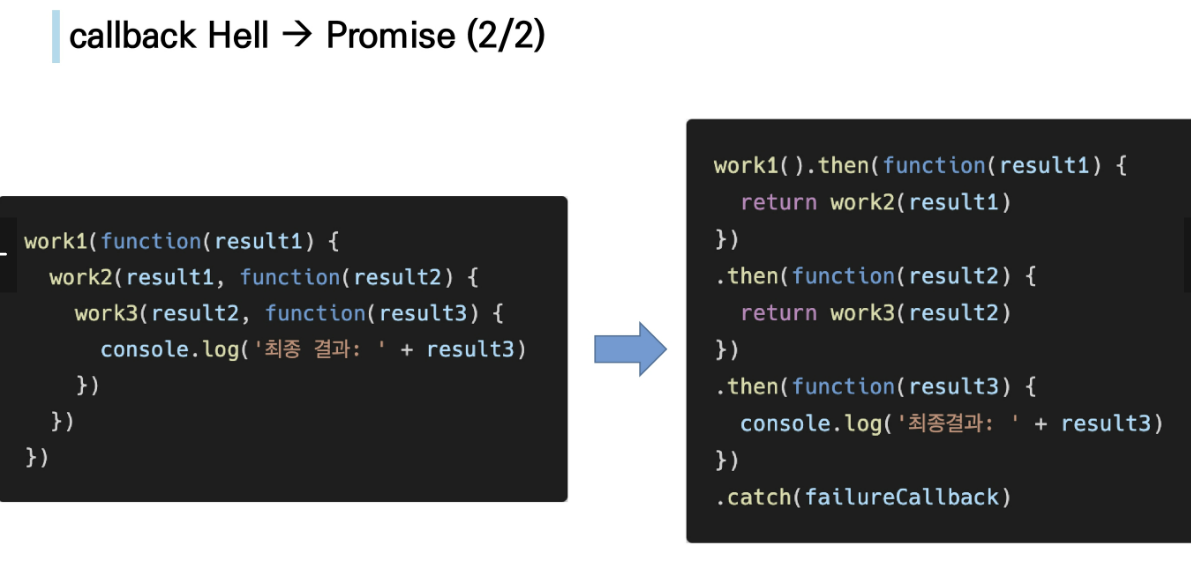 callback Hell → Promise (2/2)
work1(function(result1) {
  work2(result1, function(result2) {
    work3(result2, function(result3) {
      console.log('최종 결과: ' + result3)
    })
  })
})
work1().then(function(result1) {
  return work2(result1)
})
.then(function(result2) {
  return work3(result2)
})
.then(function(result3) {
  console.log('최종결과: ' + result3)
})
.catch(failureCallback)